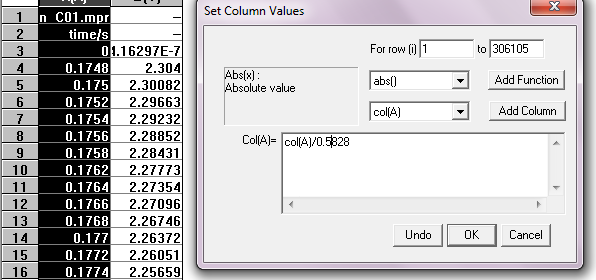 Set Column Values
1 n_C01.mpr –
2 time/s –
3 0 4.16297E-7
4 0.1748 2.304
5 0.175 2.30082
6 0.1752 2.29663
7 0.1754 2.29232
8 0.1756 2.28852
9 0.1758 2.28431
10 0.1762 2.27773
11 0.1764 2.27354
12 0.1766 2.27096
13 0.1768 2.26746
14 0.177 2.26372
15 0.1772 2.26051
16 0.1774 2.25659
For row (i) 1 to 306105
Abs(x) :
Absolute value
abs() Add Function
col(A) Add Column
Col(A)= col(A)/0.5828
Undo OK Cancel